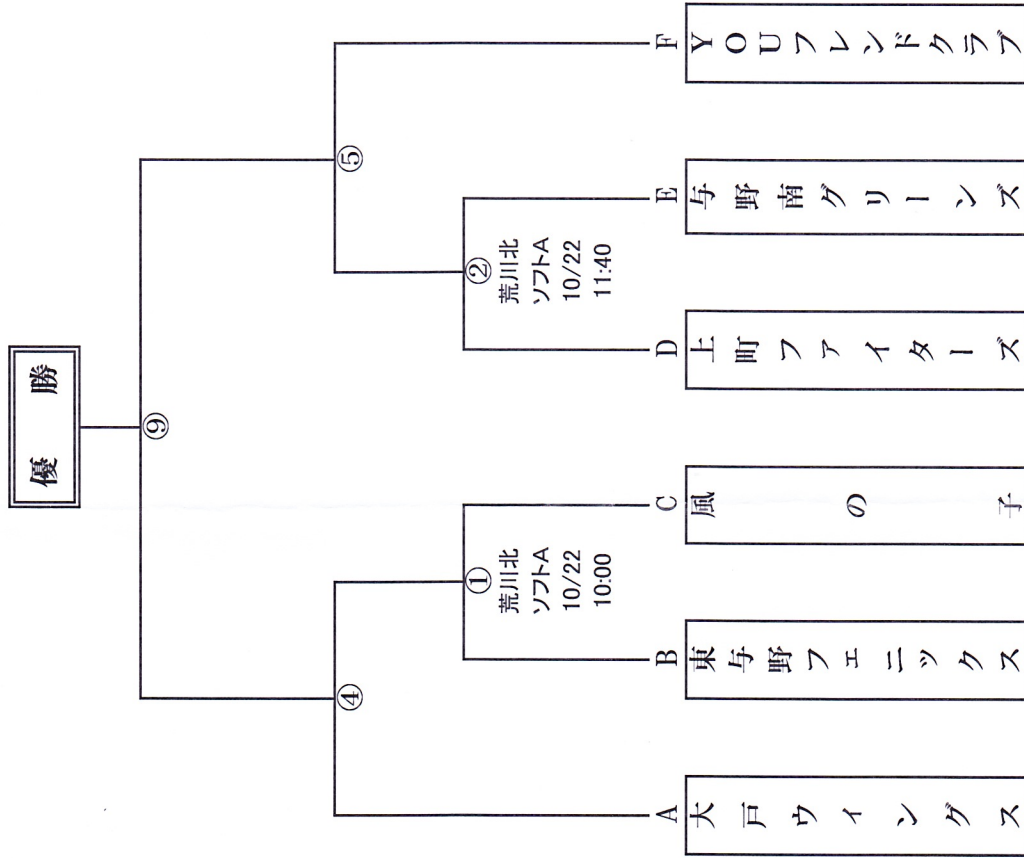 優勝
⑨
④
⑤
①
荒川北
ソフトA
10/22
10:00
②
荒川北
ソフトA
10/22
11:40
A
B
C
D
E
F
大戸ウィングス
東与野フェニックス
風の子
上町ファイターズ
与野南グリーンズ
YOUフレンドクラブ